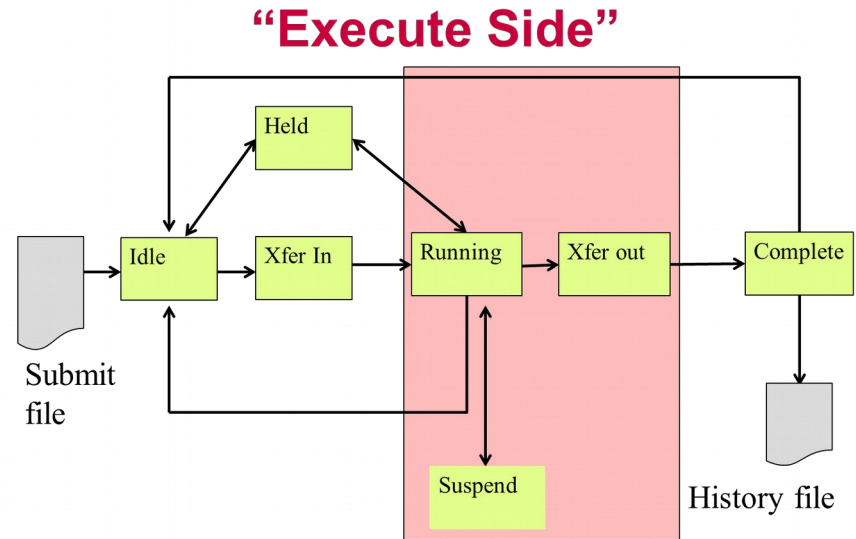 “Execute Side”
Held
Idle
Xfer In
Running
Xfer out
Complete
Submit
file
Suspend
History file